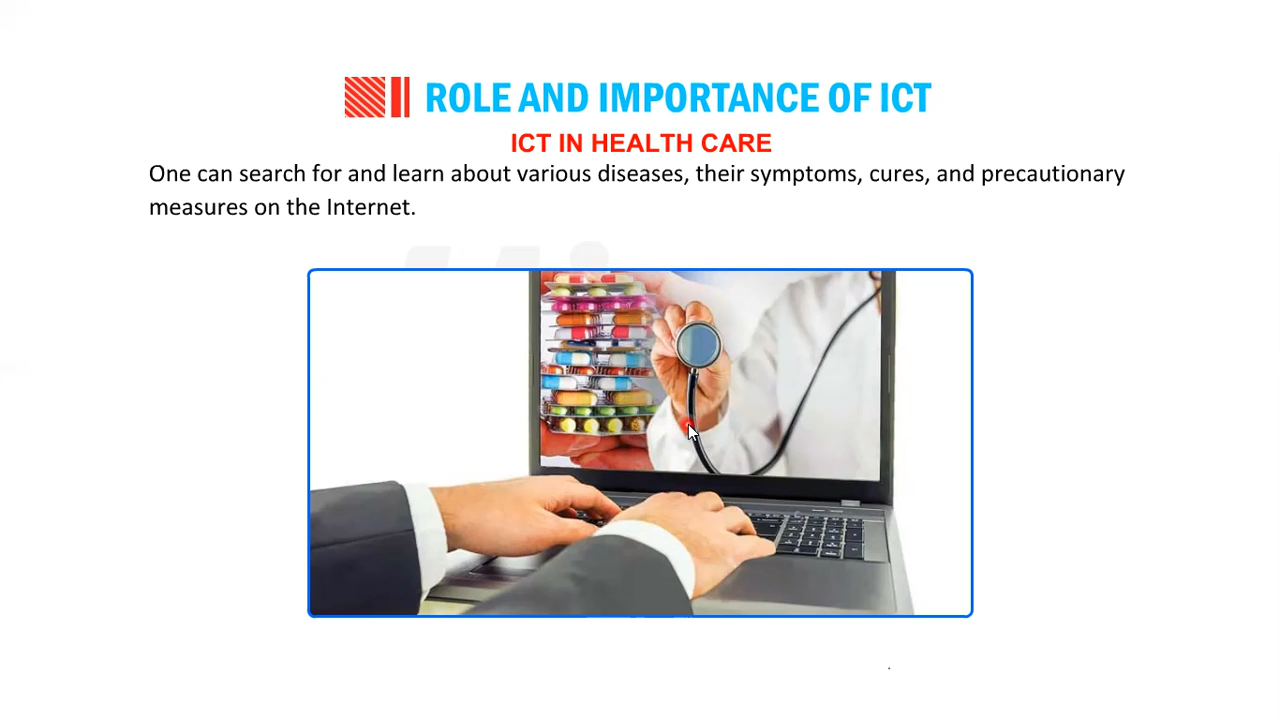 ROLE AND IMPORTANCE OF ICT
ICT IN HEALTH CARE
One can search for and learn about various diseases, their symptoms, cures, and precautionary
measures on the Internet.